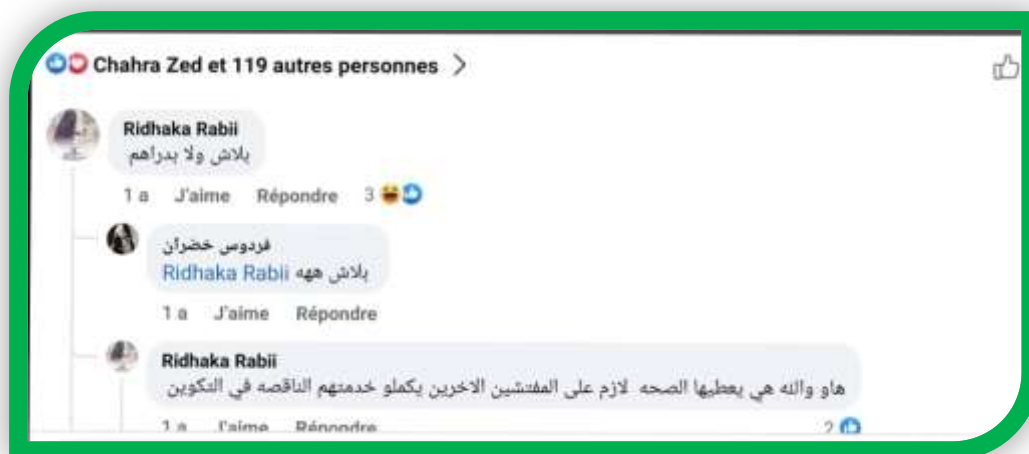 Chahra Zed et 119 autres personnes >
Ridhaka Rabii
بلاش ولا بدراهم
1 a J'aime Répondre 3
فردوس خضران
Ridhaka Rabii بلاش ههه
1 a J'aime Répondre
Ridhaka Rabii
هاو والله هي يعطيها الصحه لازم على المفتشين الاخرين يكملو خدمتهم الناقصه في التكوين
1 a J'aime Répondre 2